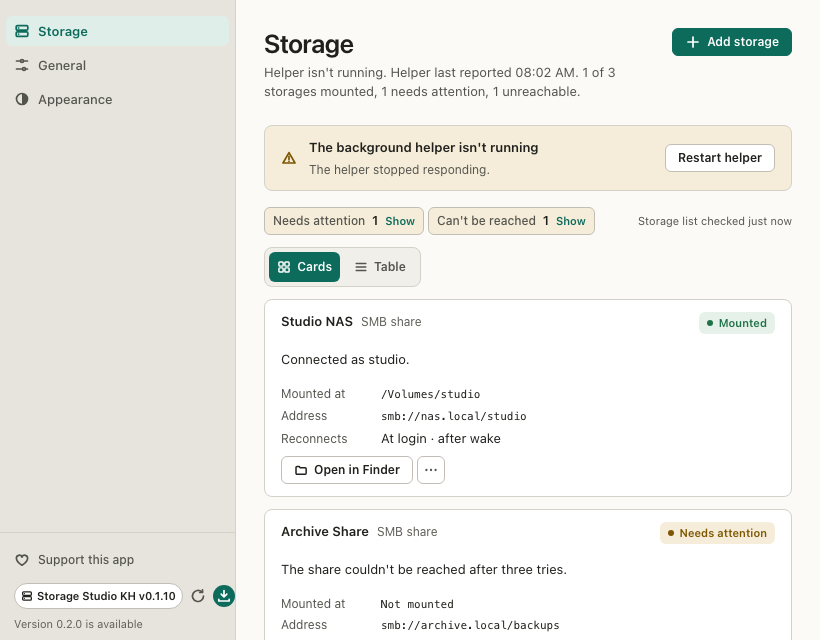 Storage
General
Appearance
Support this app
Storage Studio KH v0.1.10
Version 0.2.0 is available
Storage
Add storage
Helper isn't running. Helper last reported 08:02 AM. 1 of 3
storages mounted, 1 needs attention, 1 unreachable.
The background helper isn't running
The helper stopped responding.
Restart helper
Needs attention 1 Show
Can't be reached 1 Show
Storage list checked just now
Cards
Table
Studio NAS SMB share
Mounted
Connected as studio.
Mounted at /Volumes/studio
Address smb://nas.local/studio
Reconnects At login · after wake
Open in Finder
Archive Share SMB share
Needs attention
The share couldn't be reached after three tries.
Mounted at Not mounted
Address smb://archive.local/backups